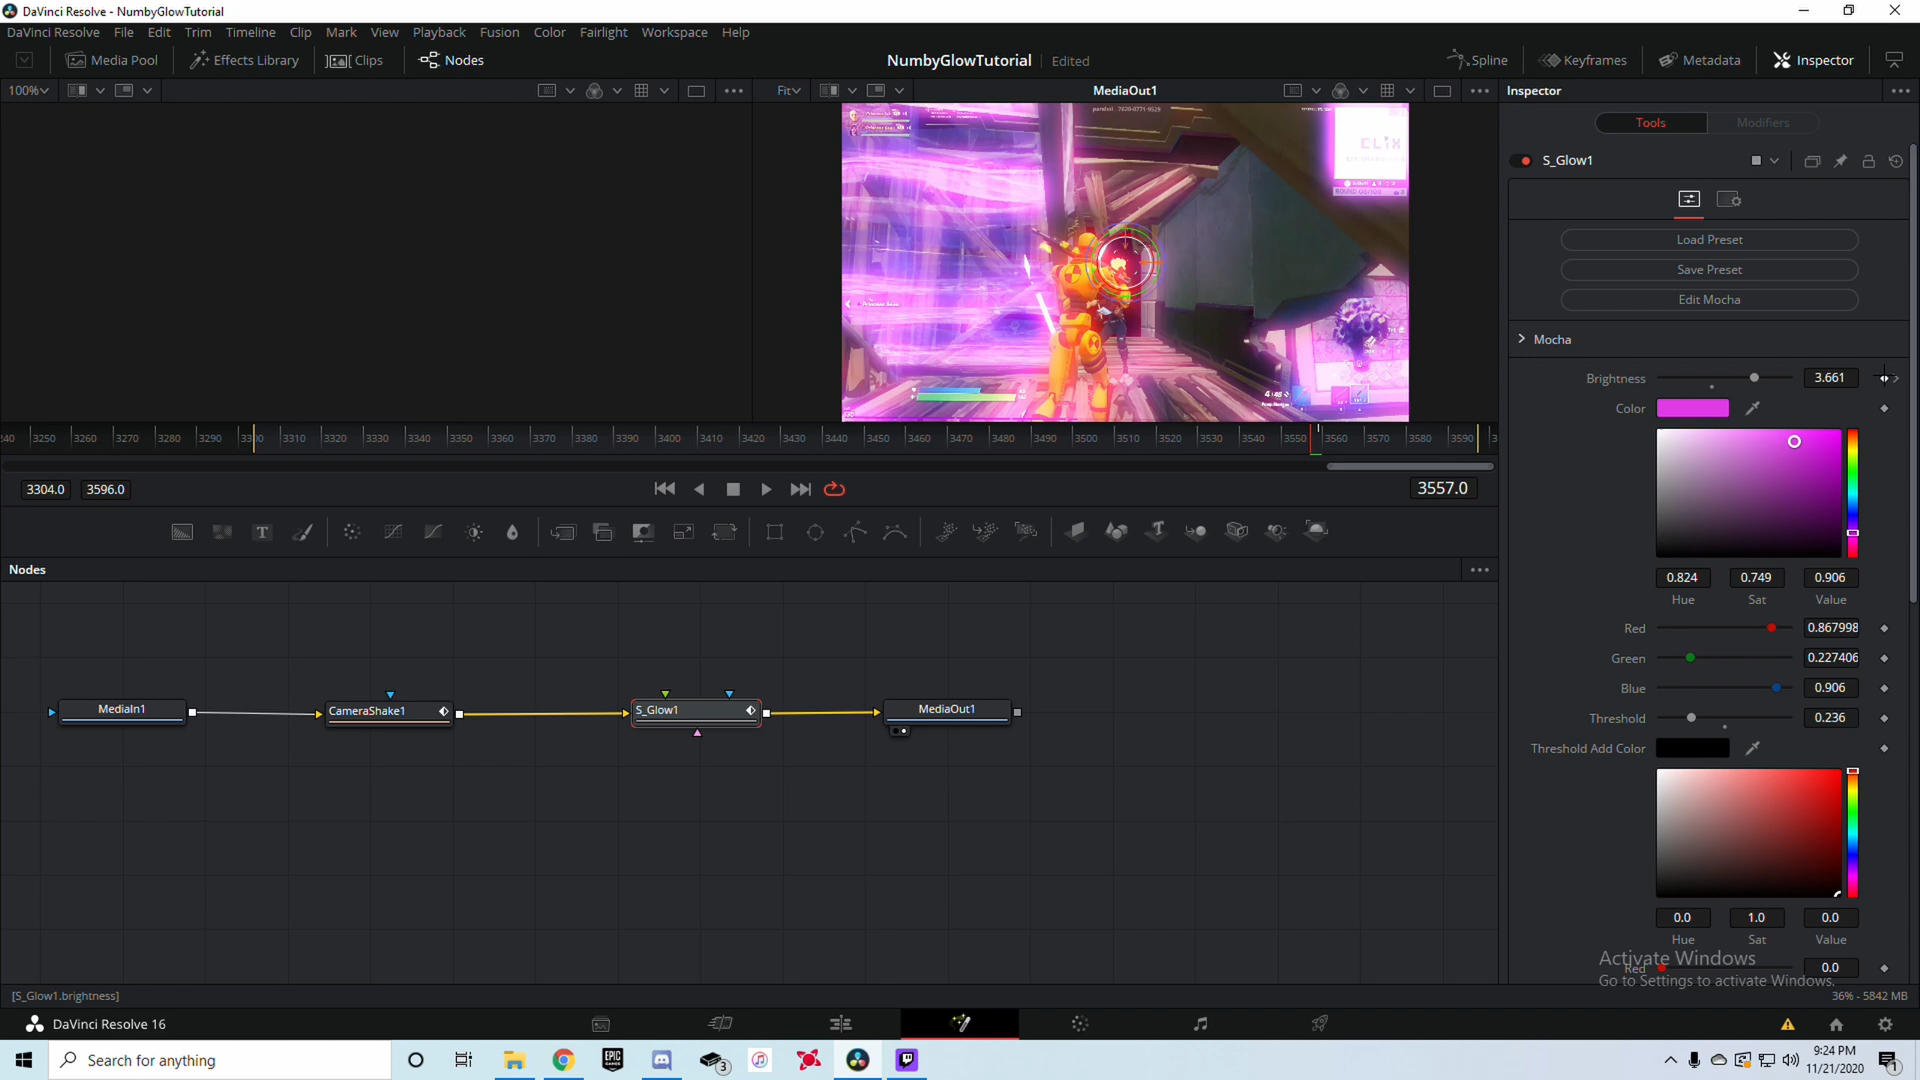 DaVinci Resolve - NumbyGlowTutorial
DaVinci Resolve File Edit Trim Timeline Clip Mark View Playback Fusion Color Fairlight Workspace Help
Media Pool Effects Library Clips Nodes NumbyGlowTutorial Edited Spline Keyframes Metadata Inspector
100% Fit MediaOut1 Inspector
Tools Modifiers
S_Glow1
Load Preset
Save Preset
Edit Mocha
Mocha
CLIX
Brightness 3.661
Color
240 3250 3260 3270 3280 3290 3300 3310 3320 3330 3340 3350 3360 3370 3380 3390 3400 3410 3420 3430 3440 3450 3460 3470 3480 3490 3500 3510 3520 3530 3540 3550 3560 3570 3580 3590 3
3304.0 3596.0 3557.0
Nodes
0.824 0.749 0.906
Hue Sat Value
Red 0.867998
Green 0.227406
Blue 0.906
Threshold 0.236
Threshold Add Color
MediaIn1 CameraShake1 S_Glow1 MediaOut1
0.0 1.0 0.0
Hue Sat Value
Activate Windows
Red 0.0
Go to Settings to activate Windows.
[S_Glow1.brightness] 36% - 5842 MB
DaVinci Resolve 16
Search for anything
EPIC GAMES
3
9:24 PM
11/21/2020
1